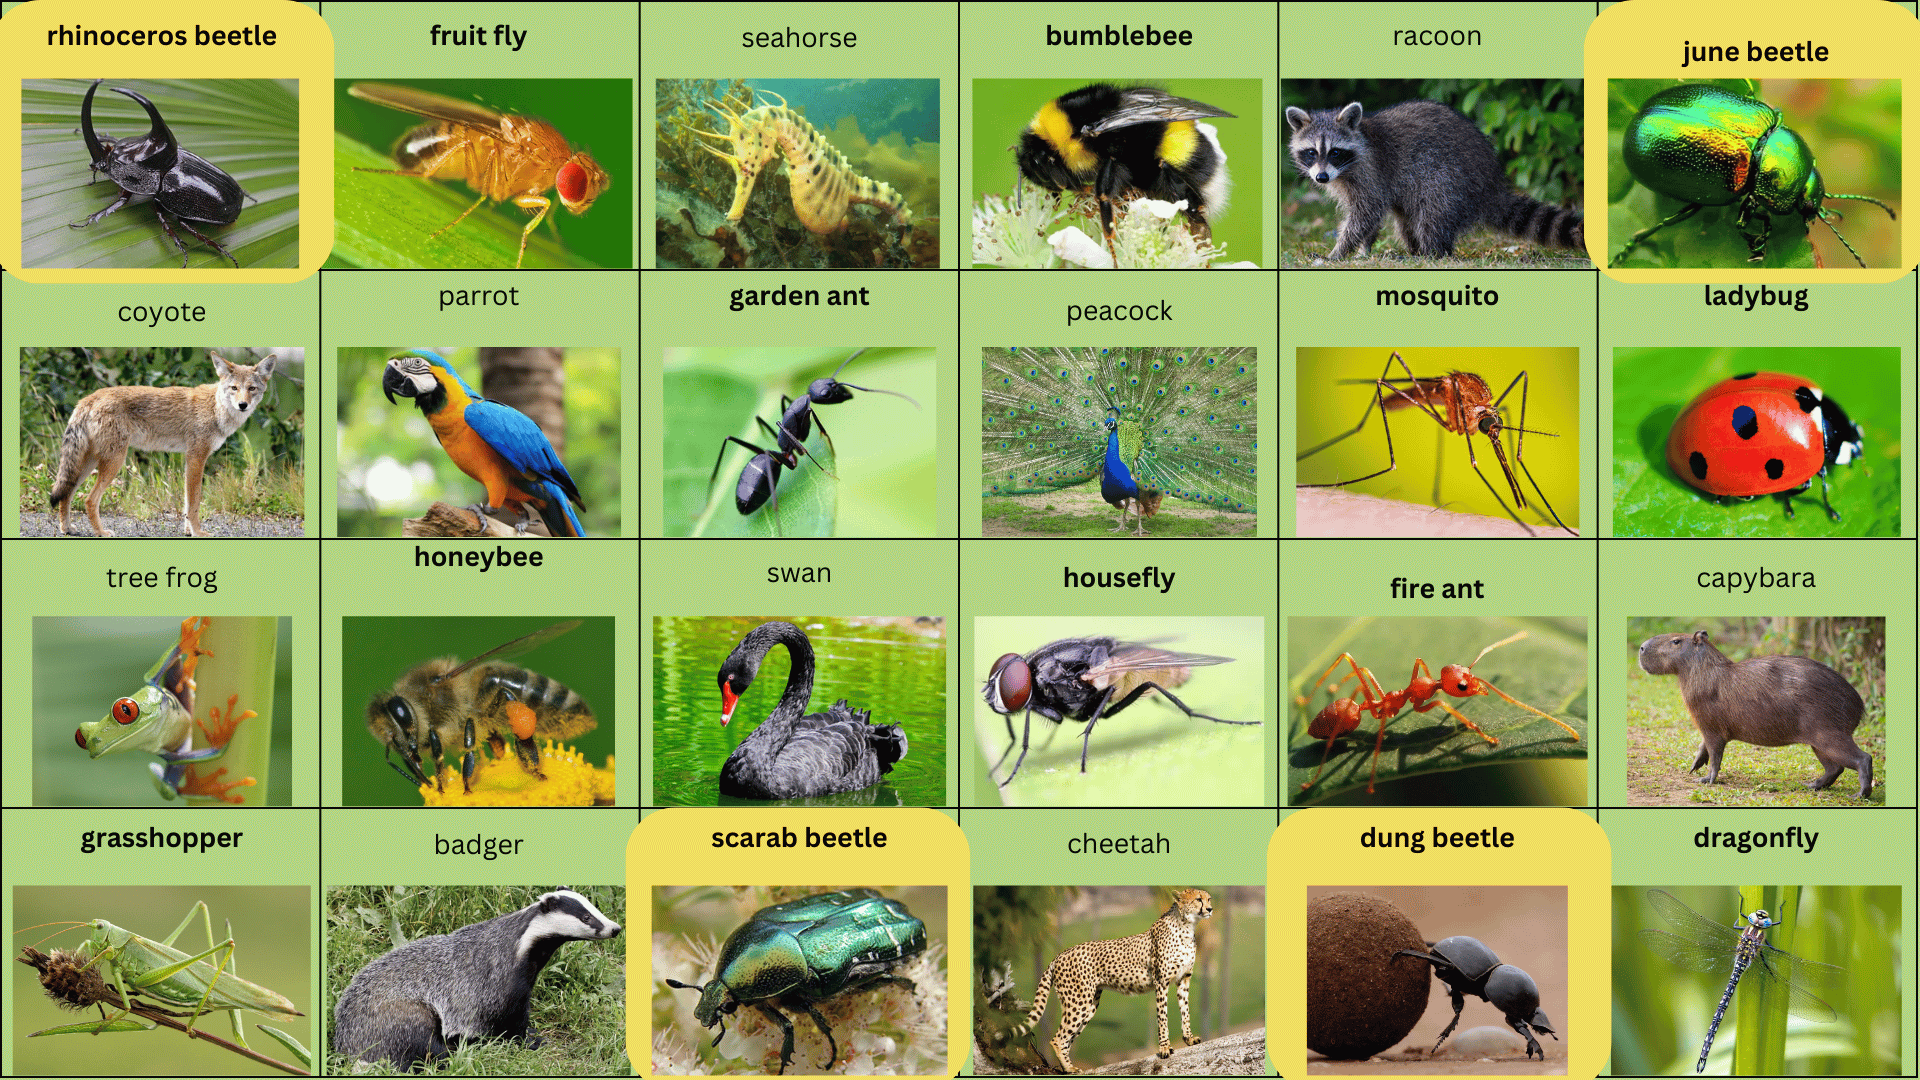 rhinoceros beetle
fruit fly
seahorse
bumblebee
racoon
june beetle
coyote
parrot
garden ant
peacock
mosquito
ladybug
tree frog
honeybee
swan
housefly
fire ant
capybara
grasshopper
badger
scarab beetle
cheetah
dung beetle
dragonfly